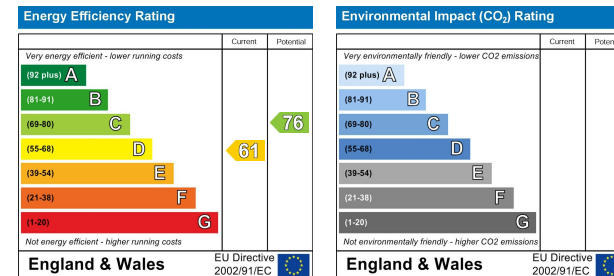 Energy Efficiency Rating
Current Potential
Very energy efficient - lower running costs
(92 plus) A
(81-91) B
(69-80) C
76
(55-68) D
61
(39-54) E
(21-38) F
(1-20) G
Not energy efficient - higher running costs
England & Wales
EU Directive
2002/91/EC
Environmental Impact (CO₂) Rating
Current Poten
Very environmentally friendly - lower CO2 emissions
(92 plus) A
(81-91) B
(69-80) C
(55-68) D
(39-54) E
(21-38) F
(1-20) G
Not environmentally friendly - higher CO2 emissions
England & Wales
EU Directive
2002/91/EC